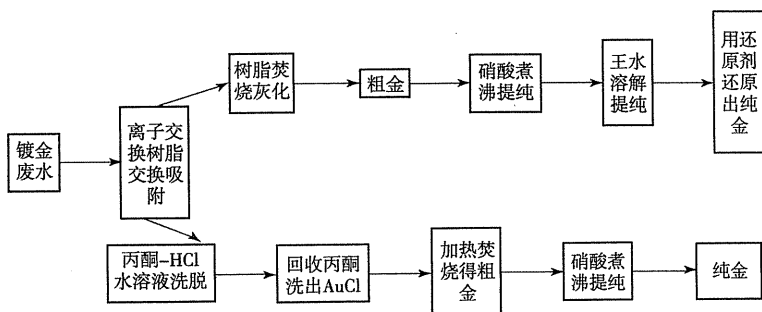 镀金
废水
离子交
换树脂
交换吸
附
树脂焚
烧灰化
粗金
硝酸煮
沸提纯
王水
溶解
提纯
用还
原剂
还原
出纯
金
丙酮-HCl
水溶液洗脱
回收丙酮
洗出AuCl
加热焚
烧得粗
金
硝酸煮
沸提纯
纯金